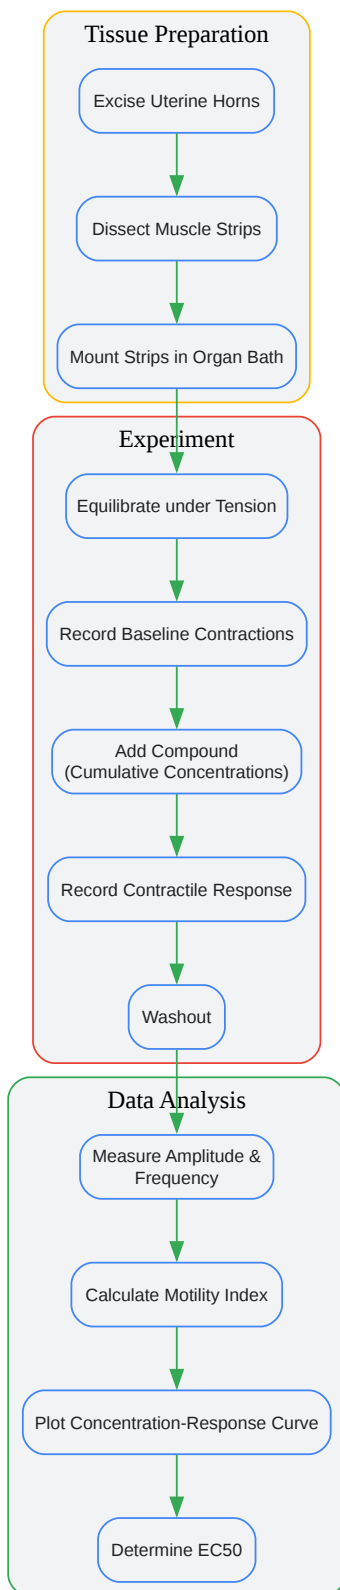 Tissue Preparation
Excise Uterine Horns
Dissect Muscle Strips
Mount Strips in Organ Bath
Experiment
Equilibrate under Tension
Record Baseline Contractions
Add Compound
(Cumulative Concentrations)
Record Contractile Response
Washout
Data Analysis
Measure Amplitude &
Frequency
Calculate Motility Index
Plot Concentration-Response Curve
Determine EC50